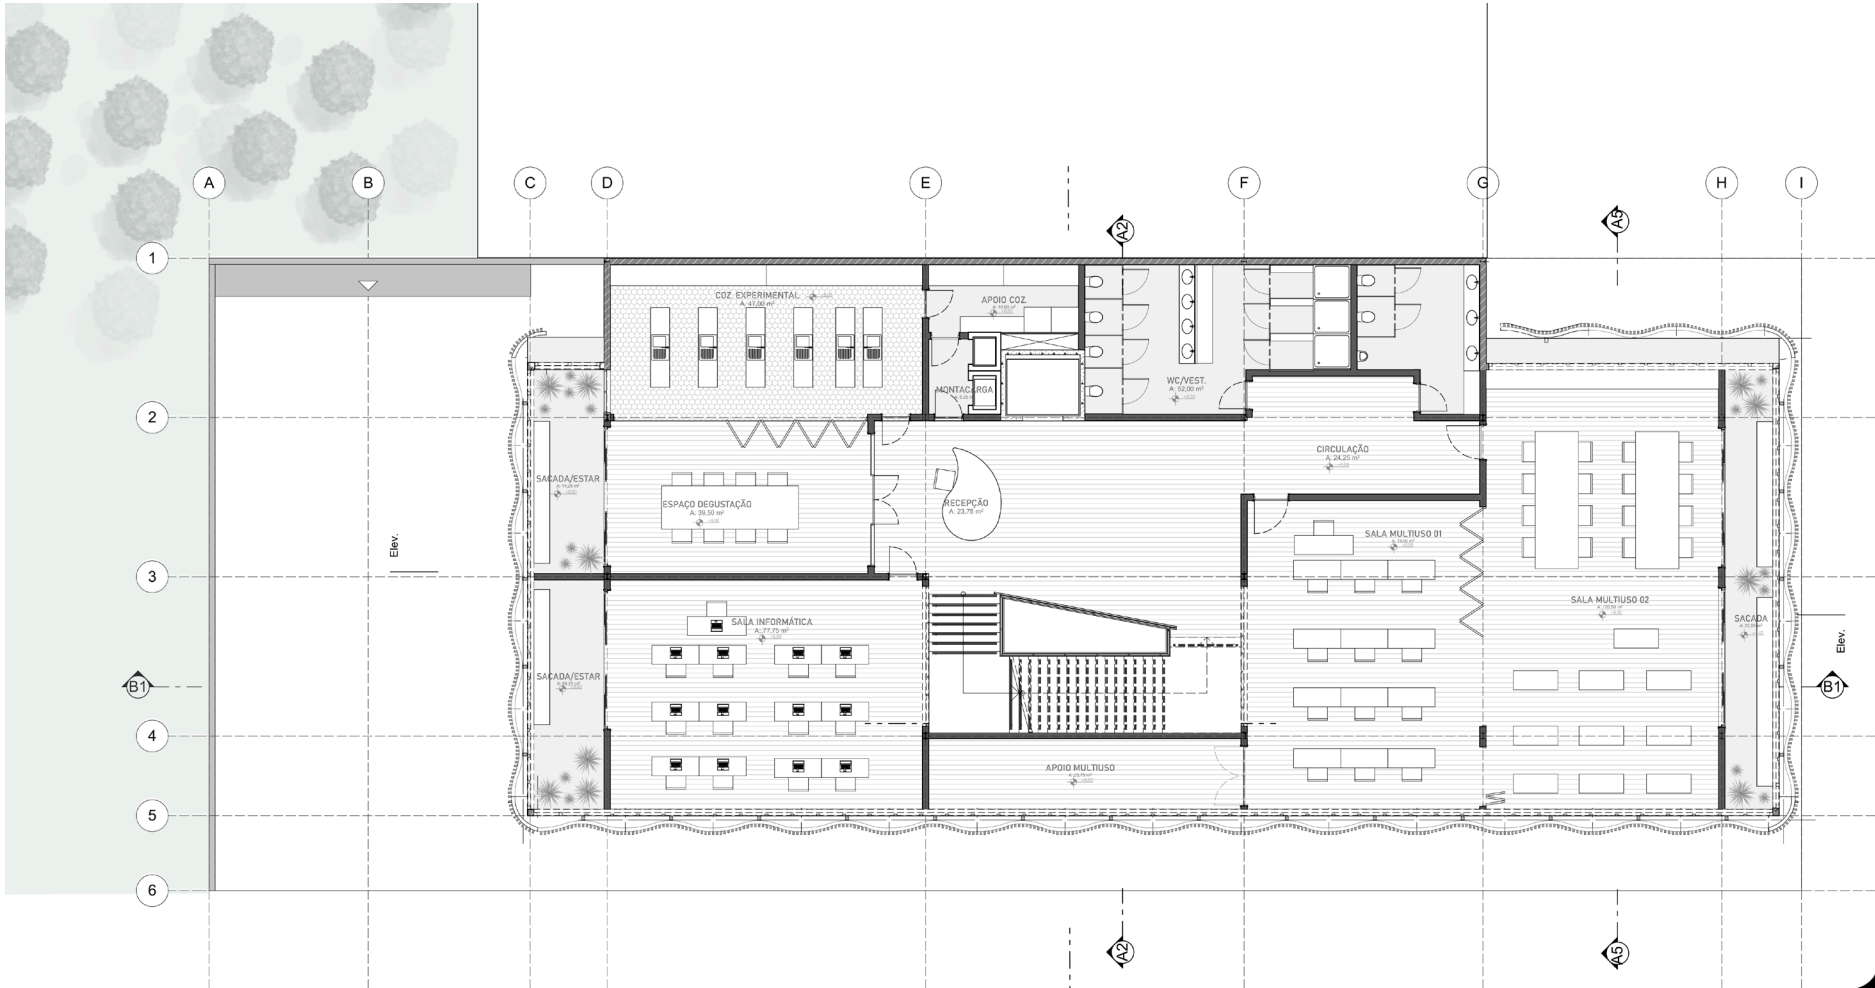 A
B
C
D
E
F
G
H
I
A2
A5
1
2
3
4
5
6
COZ. EXPERIMENTAL
A: 47,00 m²
APOIO COZ.
MONTACARGA
WC/VEST.
A: 52,00 m²
CIRCULAÇÃO
A: 24,25 m²
SACADA/ESTAR
ESPAÇO DEGUSTAÇÃO
A: 39,50 m²
RECEPÇÃO
A: 23,75 m²
SALA MULTIUSO 01
Elev.
SALA MULTIUSO 02
SALA INFORMÁTICA
A: 77,75 m²
SACADA
Elev.
SACADA/ESTAR
B1
B1
APOIO MULTIUSO
A2
A5